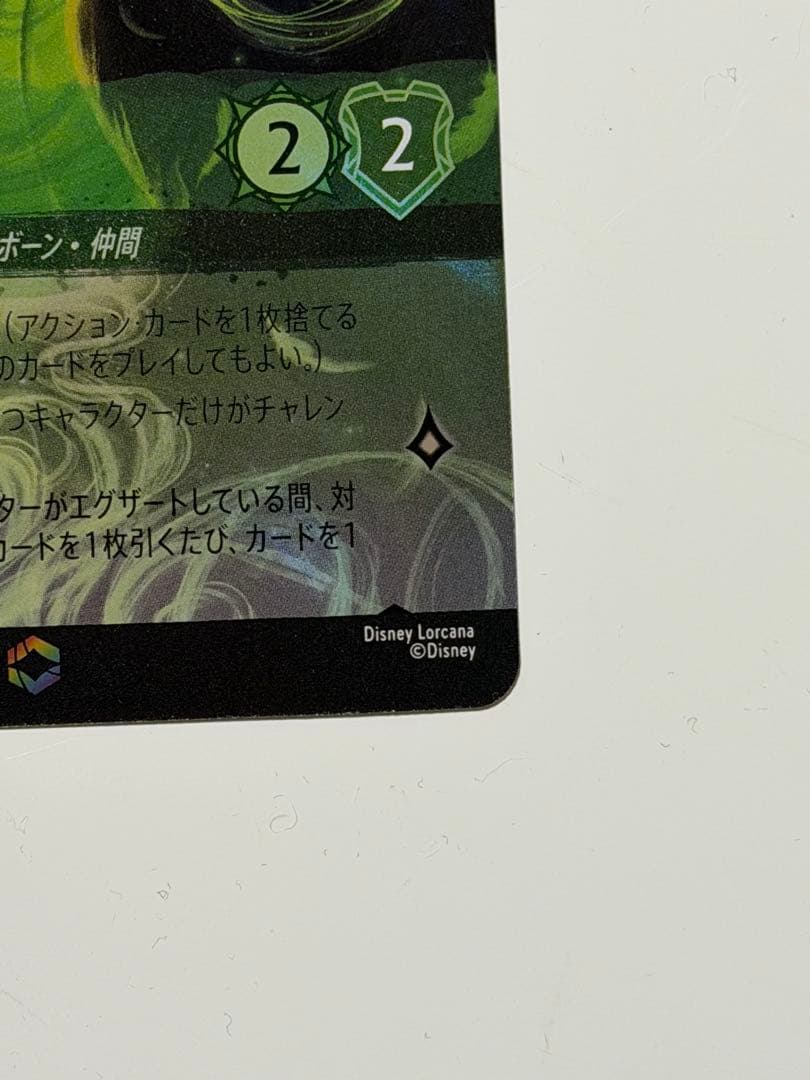 2 2
ボーン・仲間
(アクション・カードを1枚捨てる
のカードをプレイしてもよい。)
つキャラクターだけがチャレン
ターがエグザートしている間、対
カードを1枚引くたび、カードを1
Disney Lorcana
©Disney